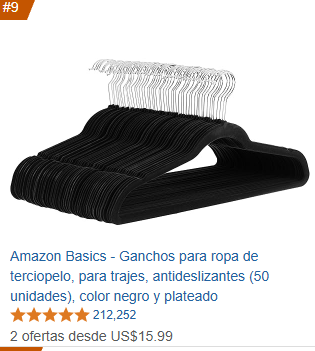 #9
Amazon Basics - Ganchos para ropa de
terciopelo, para trajes, antideslizantes (50
unidades), color negro y plateado
212,252
2 ofertas desde US$15.99